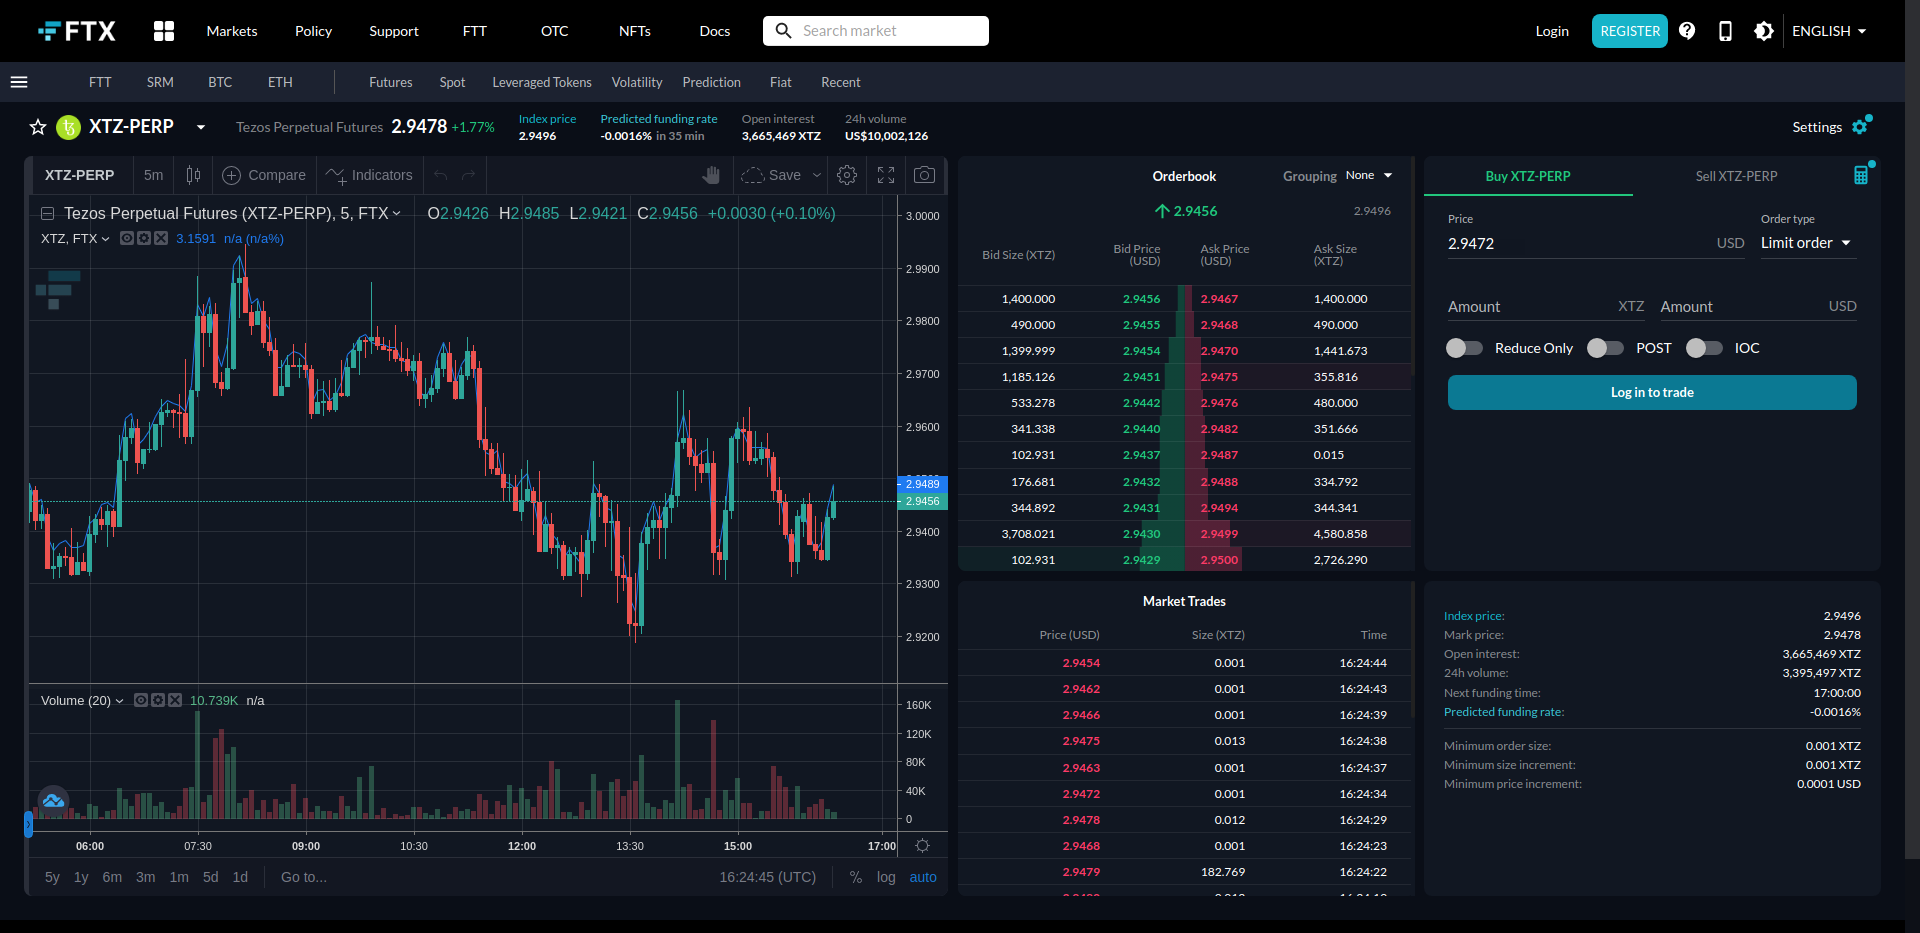 FTX Markets Policy Support FTT OTC NFTs Docs Search market Login REGISTER ENGLISH
FTT SRM BTC ETH Futures Spot Leveraged Tokens Volatility Prediction Fiat Recent
XTZ-PERP Tezos Perpetual Futures 2.9478 +1.77%
Index price
2.9496
Predicted funding rate
-0.0016% in 35 min
Open interest
3,665,469 XTZ
24h volume
US$10,002,126
Settings
XTZ-PERP 5m Compare Indicators Save
Tezos Perpetual Futures (XTZ-PERP), 5, FTX O2.9426 H2.9485 L2.9421 C2.9456 +0.0030 (+0.10%)
XTZ, FTX 3.1591 n/a (n/a%)
3.0000
2.9900
2.9800
2.9700
2.9600
2.9489
2.9456
2.9400
2.9300
2.9200
Volume (20) 10.739K n/a
160K
120K
80K
40K
0
06:00 07:30 09:00 10:30 12:00 13:30 15:00 17:00
5y 1y 6m 3m 1m 5d 1d Go to... 16:24:45 (UTC) % log auto
Orderbook Grouping None
2.9456 2.9496
Bid Size (XTZ) Bid Price (USD) Ask Price (USD) Ask Size (XTZ)
1,400.000 2.9456 2.9467 1,400.000
490.000 2.9455 2.9468 490.000
1,399.999 2.9454 2.9470 1,441.673
1,185.126 2.9451 2.9475 355.816
533.278 2.9442 2.9476 480.000
341.338 2.9440 2.9482 351.666
102.931 2.9437 2.9487 0.015
176.681 2.9432 2.9488 334.792
344.892 2.9431 2.9494 344.341
3,708.021 2.9430 2.9499 4,580.858
102.931 2.9429 2.9500 2,726.290
Market Trades
Price (USD) Size (XTZ) Time
2.9454 0.001 16:24:44
2.9462 0.001 16:24:43
2.9466 0.001 16:24:39
2.9475 0.013 16:24:38
2.9463 0.001 16:24:37
2.9472 0.001 16:24:34
2.9478 0.012 16:24:29
2.9468 0.001 16:24:23
2.9479 182.769 16:24:22
Buy XTZ-PERP Sell XTZ-PERP
Price Order type
2.9472 USD Limit order
Amount XTZ Amount USD
Reduce Only POST IOC
Log in to trade
Index price: 2.9496
Mark price: 2.9478
Open interest: 3,665,469 XTZ
24h volume: 3,395,497 XTZ
Next funding time: 17:00:00
Predicted funding rate: -0.0016%
Minimum order size: 0.001 XTZ
Minimum size increment: 0.001 XTZ
Minimum price increment: 0.0001 USD